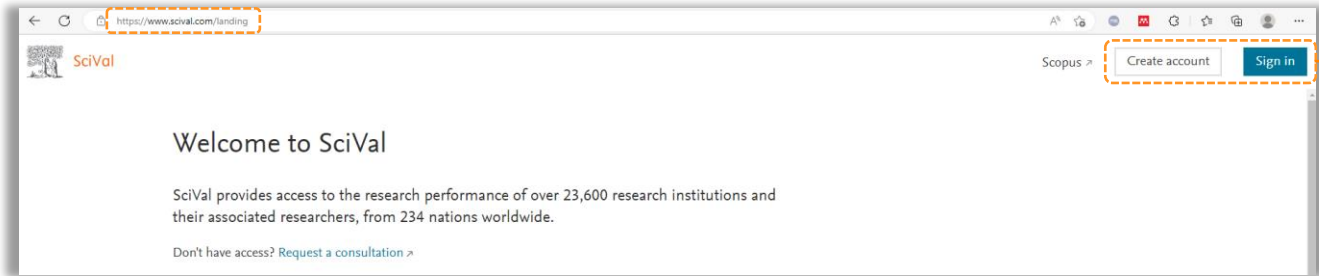 https://www.scival.com/landing
SciVal
Scopus ↗
Create account
Sign in
Welcome to SciVal
SciVal provides access to the research performance of over 23,600 research institutions and
their associated researchers, from 234 nations worldwide.
Don't have access? Request a consultation ↗